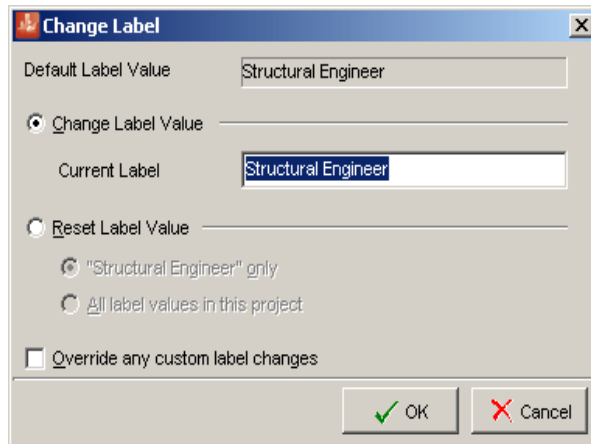 Change Label
Default Label Value Structural Engineer
Change Label Value
Current Label Structural Engineer
Reset Label Value
"Structural Engineer" only
All label values in this project
Override any custom label changes
OK Cancel